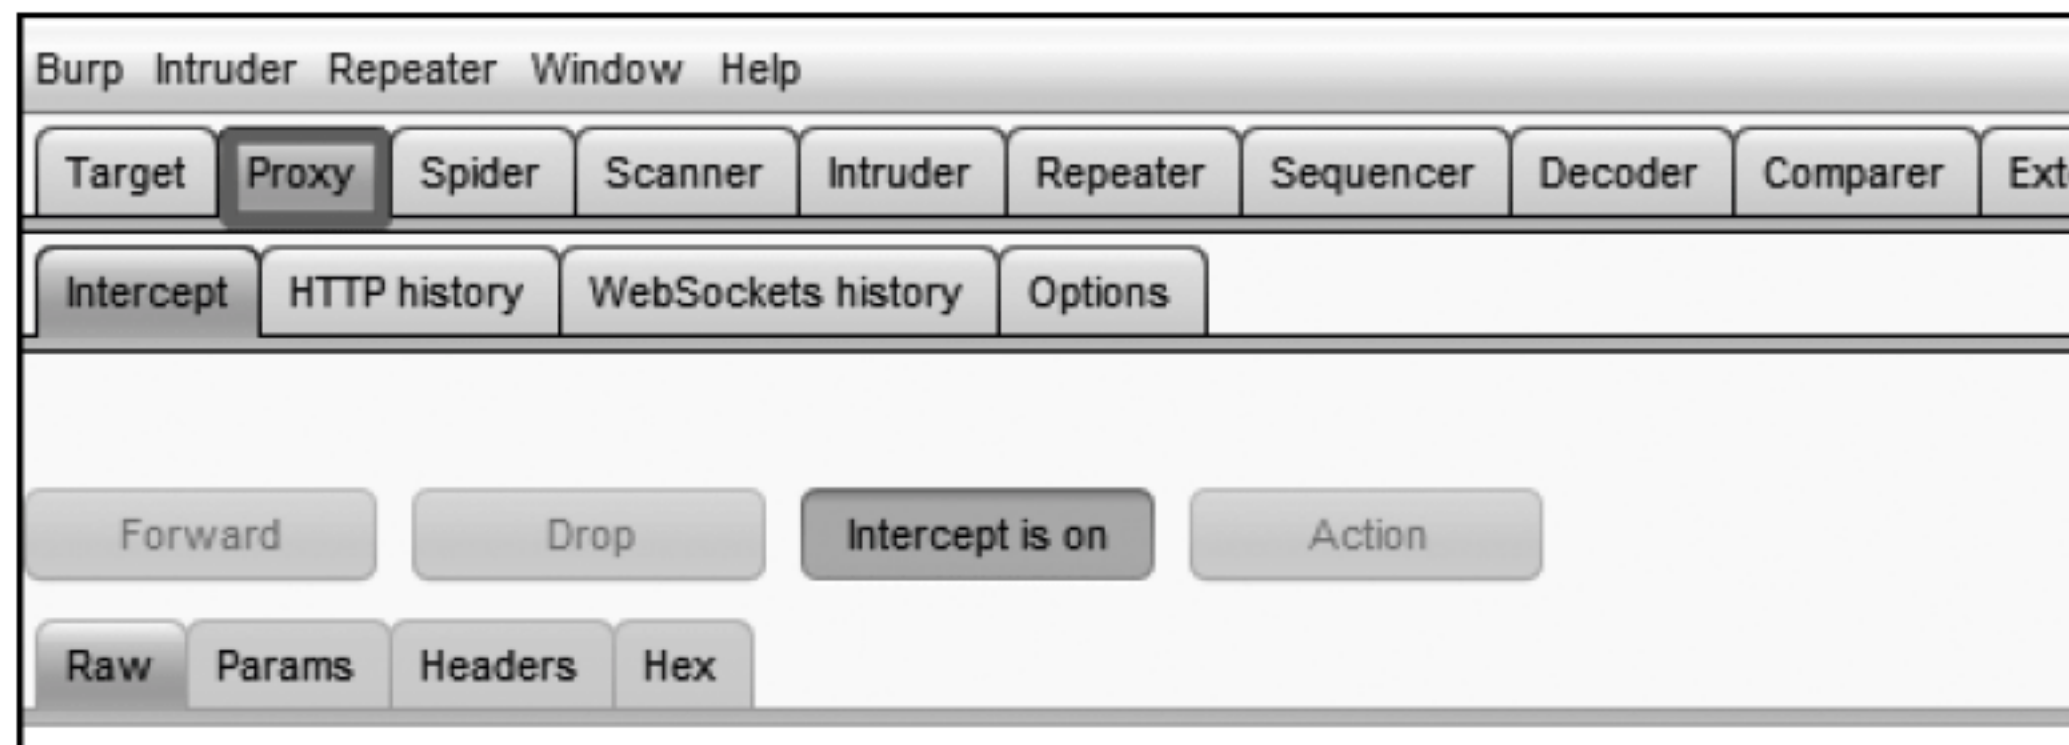 Burp Intruder Repeater Window Help
Target Proxy Spider Scanner Intruder Repeater Sequencer Decoder Comparer
Intercept HTTP history WebSockets history Options
Forward Drop Intercept is on Action
Raw Params Headers Hex